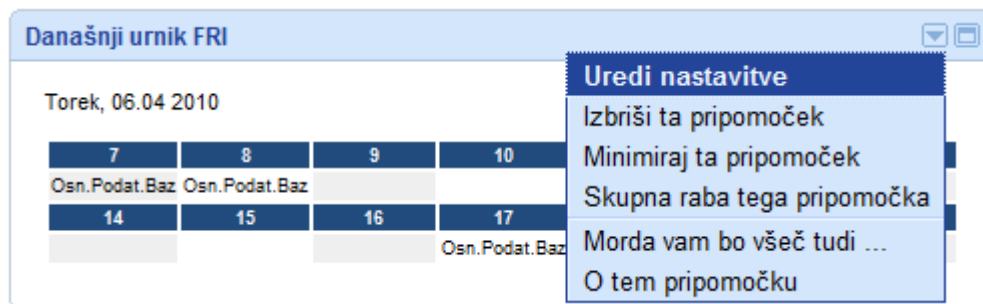 Današnji urnik FRI
Torek, 06.04 2010
7 8 9 10
Osn.Podat.Baz Osn.Podat.Baz
14 15 16 17
Osn.Podat.Baz
Uredi nastavitve
Izbriši ta pripomoček
Minimiraj ta pripomoček
Skupna raba tega pripomočka
Morda vam bo všeč tudi ...
O tem pripomočku